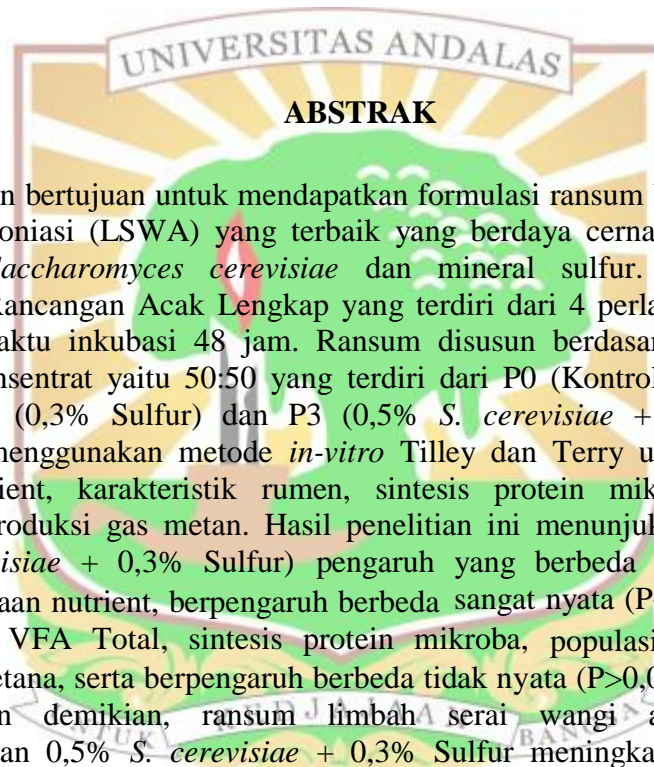 UNIVERSITAS ANDALAS
ABSTRAK
n bertujuan untuk mendapatkan formulasi ransum
oniasi (LSWA) yang terbaik yang berdaya cerna
accharomyces cerevisiae dan mineral sulfur.
Rancangan Acak Lengkap yang terdiri dari 4 perla
aktu inkubasi 48 jam. Ransum disusun berdasar
nsentrat yaitu 50:50 yang terdiri dari P0 (Kontrol
(0,3% Sulfur) dan P3 (0,5% S. cerevisiae +
menggunakan metode in-vitro Tilley dan Terry u
ient, karakteristik rumen, sintesis protein mik
roduksi gas metan. Hasil penelitian ini menunjuk
isiae + 0,3% Sulfur) pengaruh yang berbeda
aan nutrient, berpengaruh berbeda sangat nyata (P
VFA Total, sintesis protein mikroba, populasi
etana, serta berpengaruh berbeda tidak nyata (P>0,0
n demikian, ransum limbah serai wangi a
an 0,5% S. cerevisiae + 0,3% Sulfur meningka
UNTUK KEDJADJAAN BANGSA